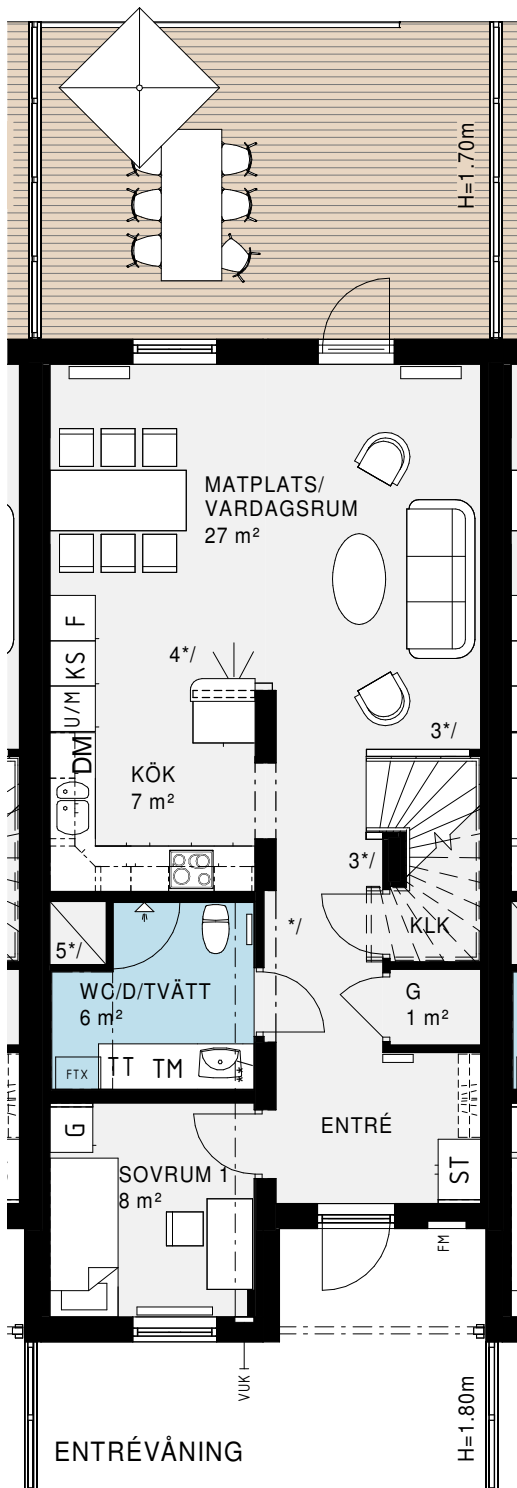 H=1.70m
MATPLATS/
VARDAGSRUM
27 m²
F
KS
U/M
DM
4*/
3*/
KÖK
7 m²
3*/
*/
KLK
5*/
WC/D/TVÄTT
6 m²
G
1 m²
FTX
TT
TM
**/
G
ENTRÉ
SOVRUM 1
8 m²
ST
FM
VUK
H=1.80m
ENTRÉVÅNING